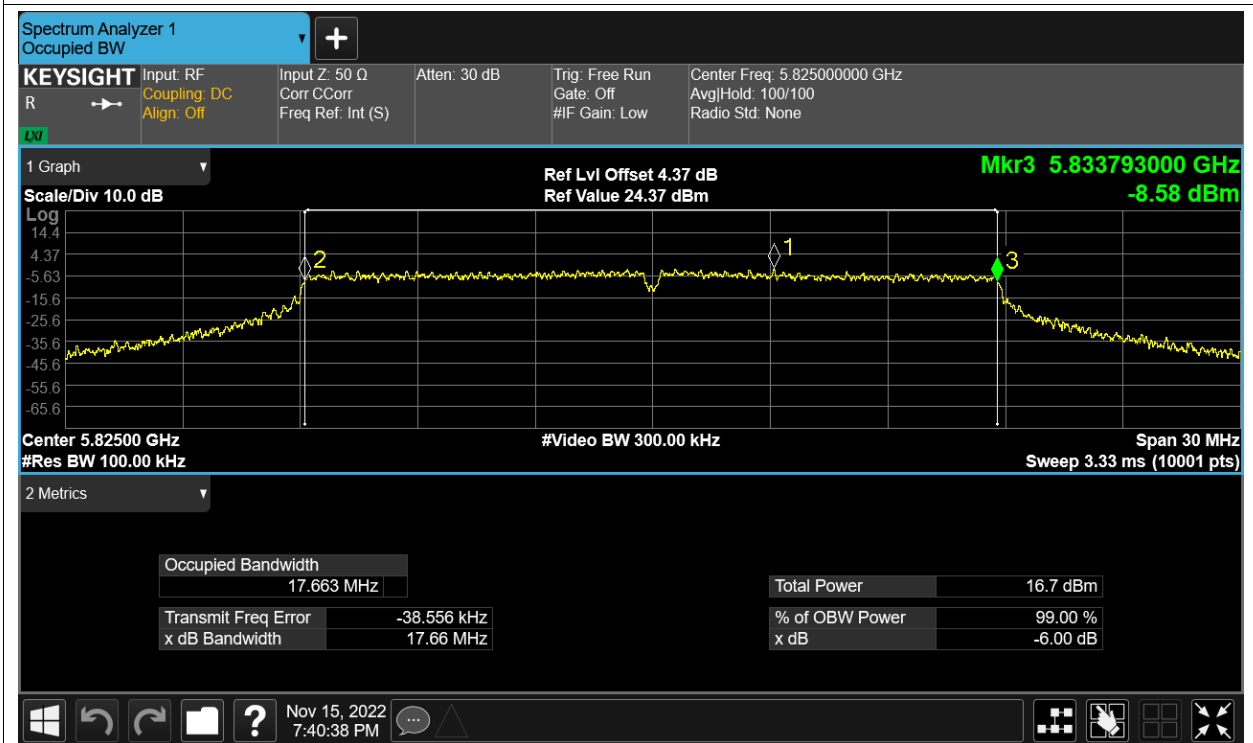 Spectrum Analyzer 1
Occupied BW
KEYSIGHT
R
LXI
Input: RF
Coupling: DC
Align: Off
Input Z: 50 Ω
Corr CCorr
Freq Ref: Int (S)
Atten: 30 dB
Trig: Free Run
Gate: Off
#IF Gain: Low
Center Freq: 5.825000000 GHz
Avg|Hold: 100/100
Radio Std: None
1 Graph
Scale/Div 10.0 dB
Ref Lvl Offset 4.37 dB
Ref Value 24.37 dBm
Mkr3 5.833793000 GHz
-8.58 dBm
Log
14.4
4.37
-5.63
-15.6
-25.6
-35.6
-45.6
-55.6
-65.6
2
1
3
Center 5.82500 GHz
#Video BW 300.00 kHz
Span 30 MHz
#Res BW 100.00 kHz
Sweep 3.33 ms (10001 pts)
2 Metrics
Occupied Bandwidth
17.663 MHz
Transmit Freq Error -38.556 kHz
x dB Bandwidth 17.66 MHz
Total Power 16.7 dBm
% of OBW Power 99.00 %
x dB -6.00 dB
?
Nov 15, 2022
7:40:38 PM